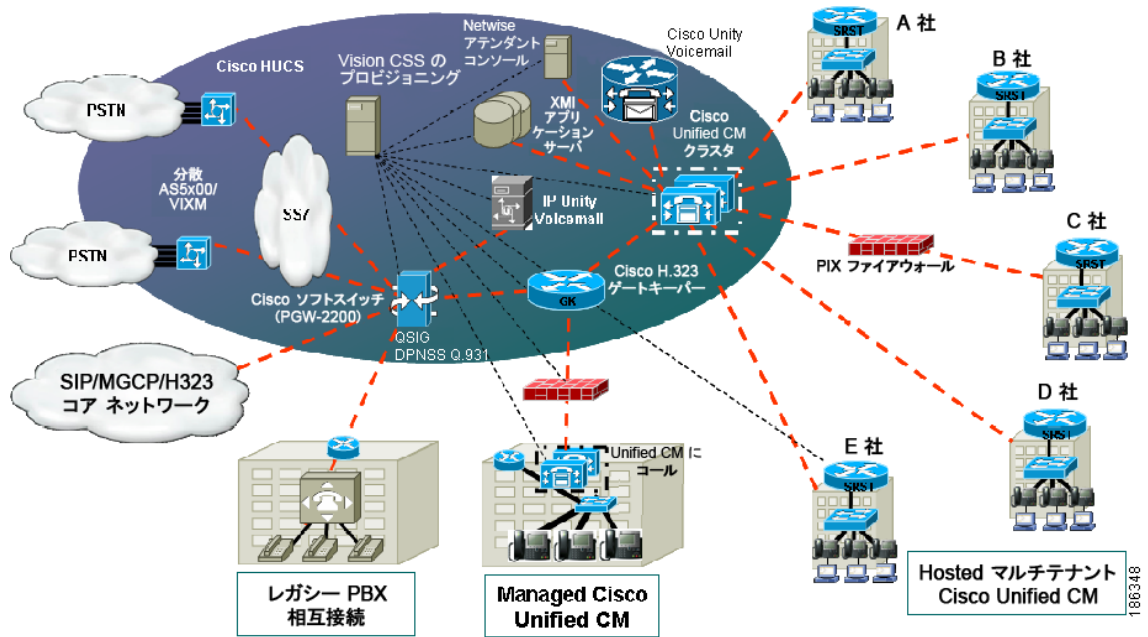 Cisco HUCS
Vision CSS の
プロビジョニング
Netwise
アテンダント
コンソール
Cisco Unity
Voicemail
XMI
アプリ
ケーション
サーバ
Cisco
Unified CM
クラスタ
PSTN
分散
AS5x00/
VIXM
SS7
PSTN
IP Unity
Voicemail
Cisco ソフトスイッチ
(PGW-2200)
QSIG
DPNSS Q.931
Cisco H.323
ゲートキーパー
GK
SIP/MGCP/H323
コア ネットワーク
A 社
SRST
B 社
SRST
C 社
SRST
PIX ファイアウォール
D 社
SRST
E 社
SRST
Unified CM に
コール
レガシー PBX
相互接続
Managed Cisco
Unified CM
Hosted マルチテナント
Cisco Unified CM
186348